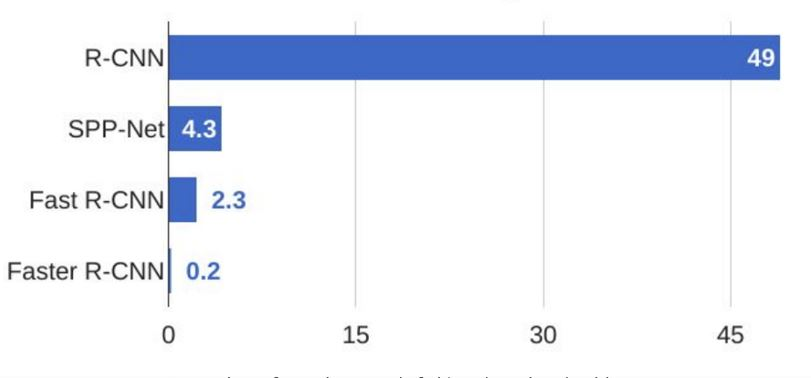 R-CNN 49
SPP-Net 4.3
Fast R-CNN 2.3
Faster R-CNN 0.2
0 15 30 45